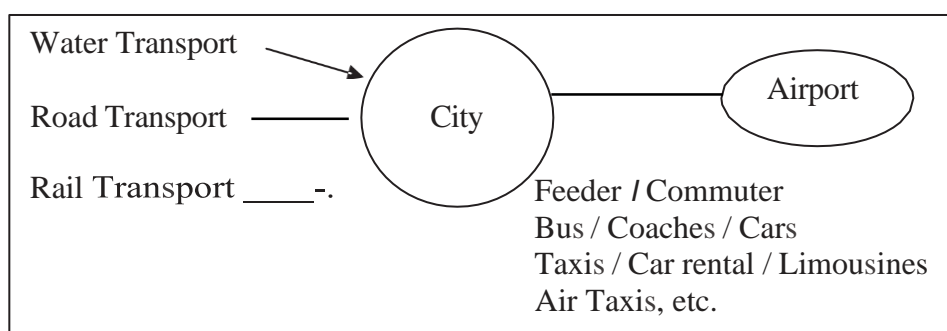 Water Transport
Road Transport
Rail Transport ____-.
City
Airport
Feeder / Commuter
Bus / Coaches / Cars
Taxis / Car rental / Limousines
Air Taxis, etc.